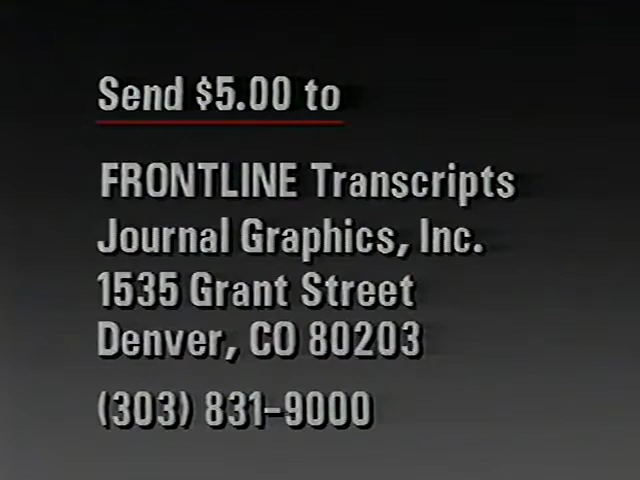 Send $5.00 to
FRONTLINE Transcripts
Journal Graphics, Inc.
1535 Grant Street
Denver, CO 80203
(303) 831-9000